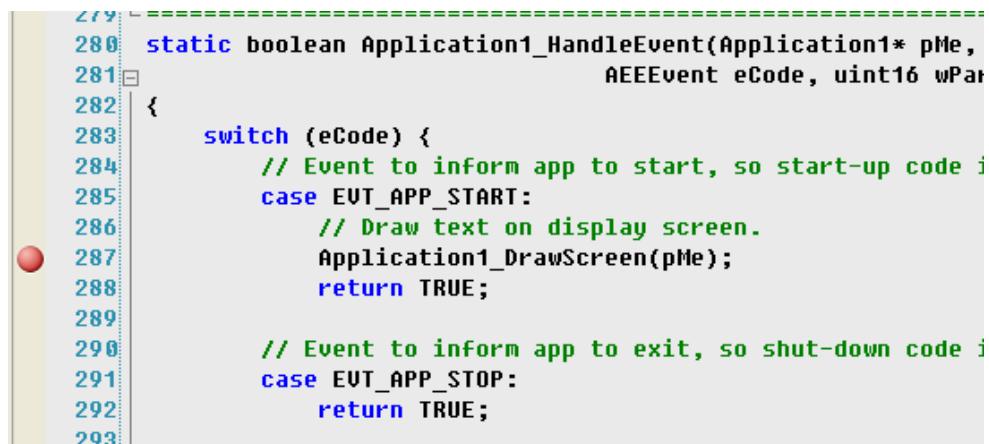 279 ==========================================================
280 static boolean Application1_HandleEvent(Application1* pMe,
281 AEEEvent eCode, uint16 wPar
282 {
283 switch (eCode) {
284 // Event to inform app to start, so start-up code i
285 case EVT_APP_START:
286 // Draw text on display screen.
287 Application1_DrawScreen(pMe);
288 return TRUE;
289
290 // Event to inform app to exit, so shut-down code i
291 case EVT_APP_STOP:
292 return TRUE;
293